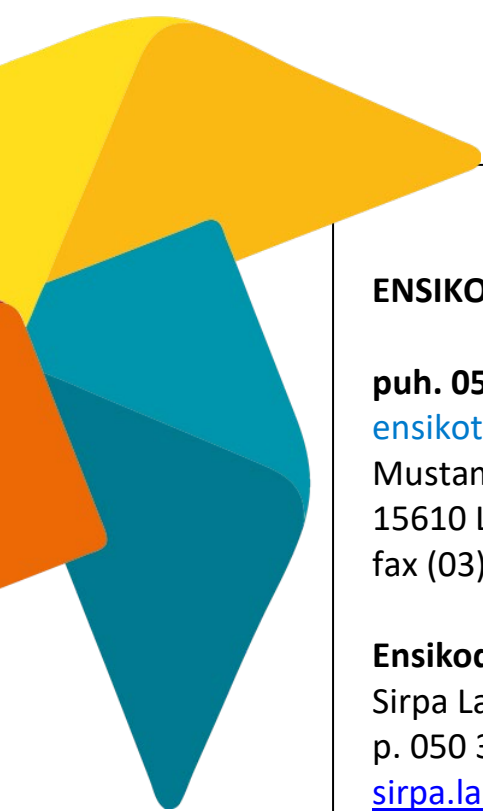 ENSIKO
puh. 05
ensikot
Mustan
15610 L
fax (03)
Ensikod
Sirpa La
p. 050 3
sirpa.la